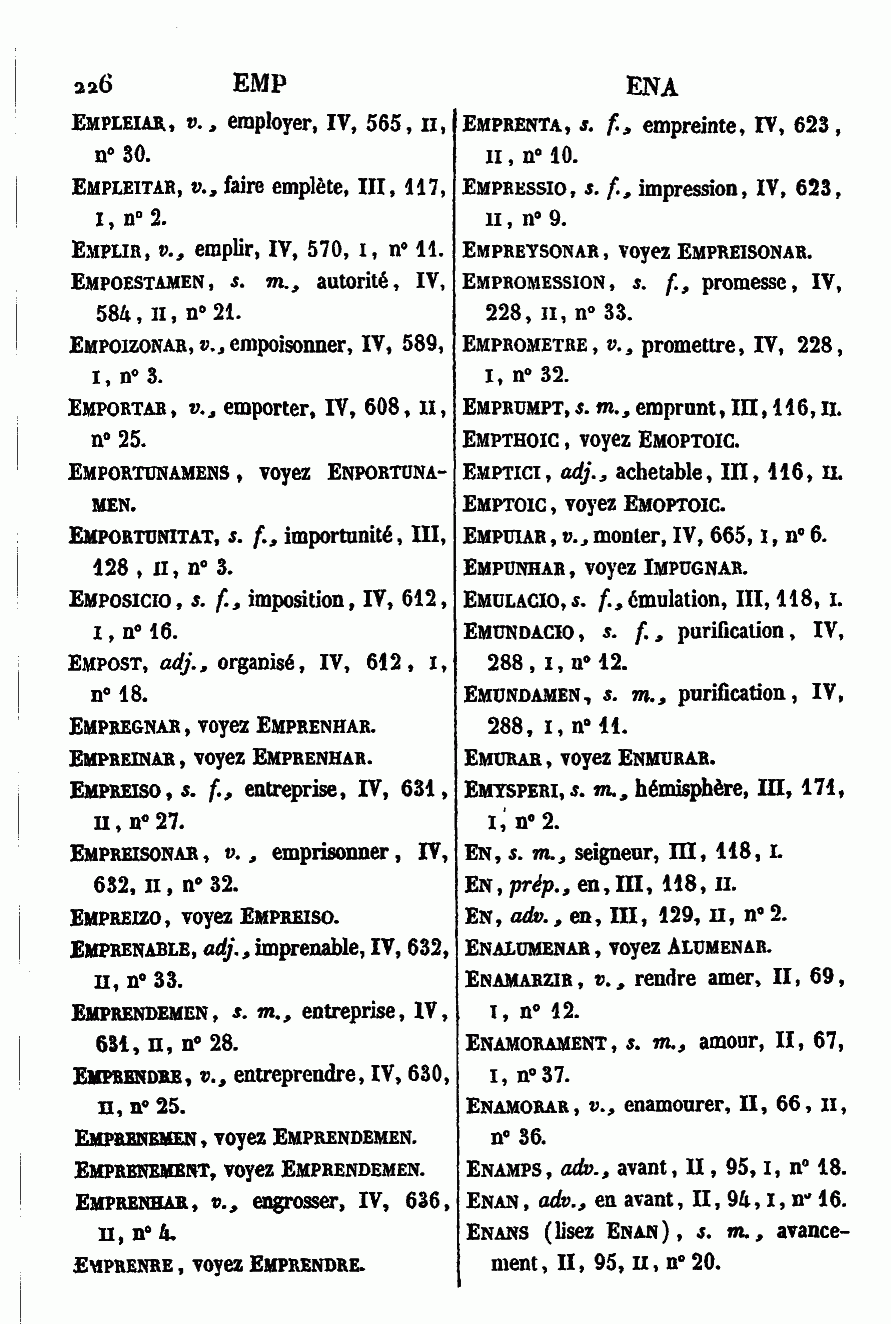 226 EMP
EMPLEIAR, v., employer, IV, 565, II,
n° 30.
EMPLEITAR, v., faire emplète, III, 117,
I, n° 2.
EMPLIR, v., emplir, IV, 570, I, n° 11.
EMPOESTAMEN, s. m., autorité, IV,
584, II, n° 21.
EMPOIZONAR, v., empoisonner, IV, 589,
I, n° 3.
EMPORTAR, v., emporter, IV, 608, II,
n° 25.
EMPORTUNAMENS, voyez ENPORTUNA-
MEN.
EMPORTUNITAT, s. f., importunité, III,
128, II, n° 3.
EMPOSICIO, s. f., imposition, IV, 612,
I, n° 16.
EMPOST, adj., organisé, IV, 612, I,
n° 18.
EMPREGNAR, voyez EMPRENHAR.
EMPREINAR, voyez EMPRENHAR.
EMPREISO, s. f., entreprise, IV, 631,
II, n° 27.
EMPREISONAR, v., emprisonner, IV,
632, II, n° 32.
EMPREIZO, voyez EMPREISO.
EMPRENABLE, adj., imprenable, IV, 632,
II, n° 33.
EMPRENDEMEN, s. m., entreprise, IV,
631, II, n° 28.
EMPRENDRE, v., entreprendre, IV, 630,
II, n° 25.
EMPRENEMEN, voyez EMPRENDEMEN.
EMPRENEMENT, voyez EMPRENDEMEN.
EMPRENHAR, v., engrosser, IV, 636,
II, n° 4.
EMPRENRE, voyez EMPRENDRE.
ENA
EMPRENTA, s. f., empreinte, IV, 623,
II, n° 10.
EMPRESSIO, s. f., impression, IV, 623,
II, n° 9.
EMPREYSONAR, voyez EMPREISONAR.
EMPROMESSION, s. f., promesse, IV,
228, II, n° 33.
EMPROMETRE, v., promettre, IV, 228,
I, n° 32.
EMPRUMPT, s. m., emprunt, III, 116, II.
EMPTHOIC, voyez EMOPTOIC.
EMPTICI, adj., achetable, III, 116, II.
EMPTOIC, voyez EMOPTOIC.
EMPUIAR, v., monter, IV, 665, I, n° 6.
EMPUNHAR, voyez IMPUGNAR.
EMULACIO, s. f., émulation, III, 118, I.
EMUNDACIO, s. f., purification, IV,
288, I, n° 12.
EMUNDAMEN, s. m., purification, IV,
288, I, n° 11.
EMURAR, voyez ENMURAR.
EMYSPERI, s. m., hémisphère, III, 171,
I, n° 2.
EN, s. m., seigneur, III, 118, I.
EN, prép., en, III, 118, II.
EN, adv., en, III, 129, II, n° 2.
ENALUMENAR, voyez ALUMENAR.
ENAMARZIR, v., rendre amer, II, 69,
I, n° 12.
ENAMORAMENT, s. m., amour, II, 67,
I, n° 37.
ENAMORAR, v., enamourer, II, 66, II,
n° 36.
ENAMPS, adv., avant, II, 95, I, n° 18.
ENAN, adv., en avant, II, 94, I, n° 16.
ENANS (lisez ENAN), s. m., avance-
ment, II, 95, II, n° 20.